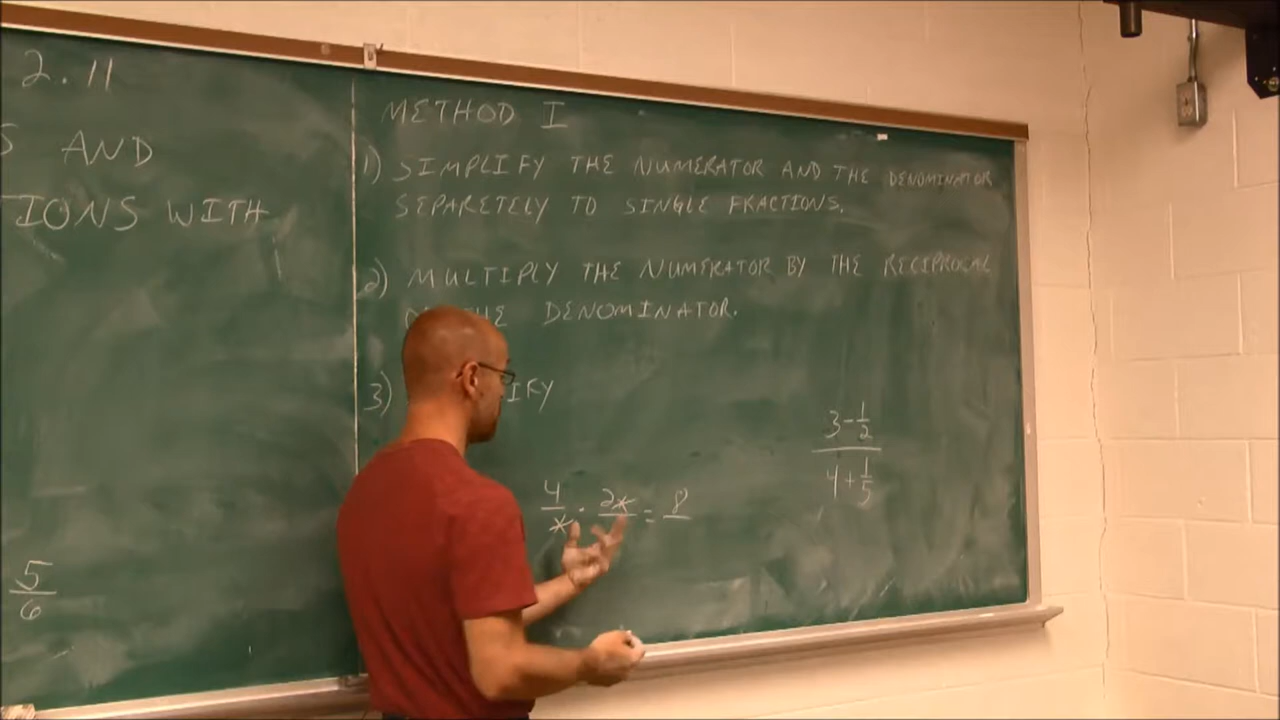 2.11
S AND
TIONS WITH
5
6
METHOD I
1) SIMPLIFY THE NUMERATOR AND THE DENOMINATOR
SEPARETELY TO SINGLE FRACTIONS.
2) MULTIPLY THE NUMERATOR BY THE RECIPROCAL
THE DENOMINATOR.
3) IFY
4/x · 2x/ = 8/
3 - 1/2
4 + 1/5